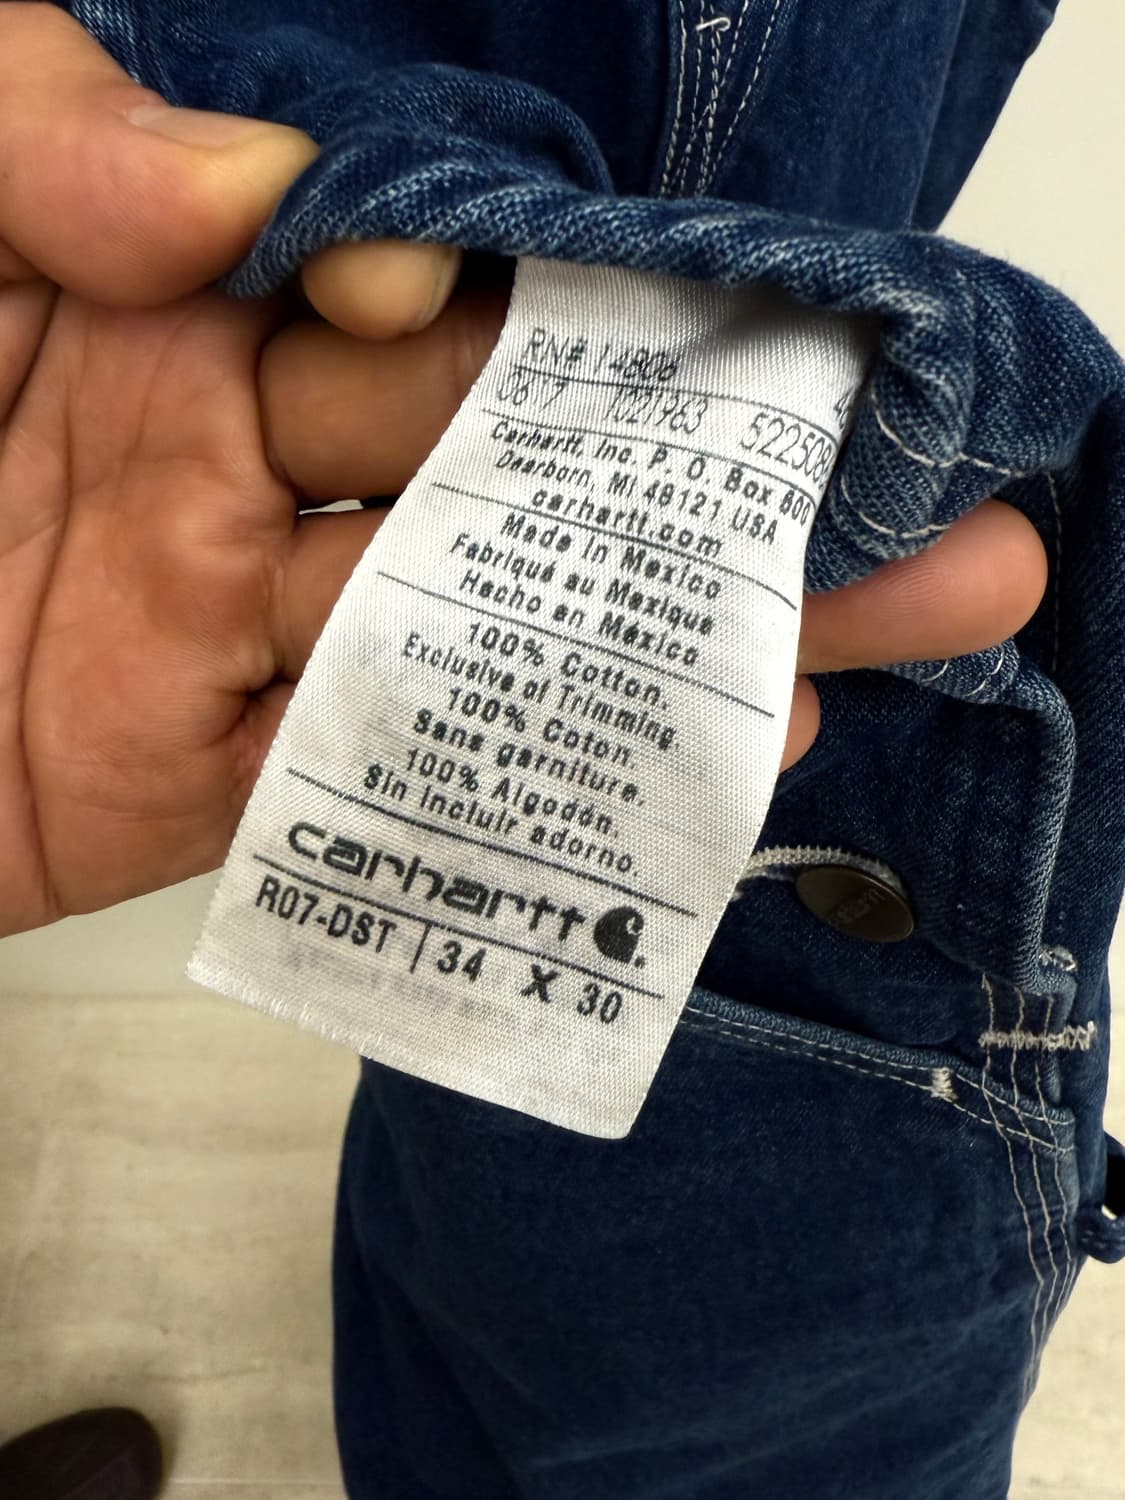 RN# 14806
0617 1021963 522508
Carhartt, Inc. P. O. Box 600
Dearborn, MI 48121 USA
carhartt.com
Made in Mexico
Fabriqué au Mexique
Hecho en México
100% Cotton.
Exclusive of Trimming.
100% Coton.
Sans garniture.
100% Algodón.
Sin incluir adorno.
carhartt
R07-DST | 34 X 30